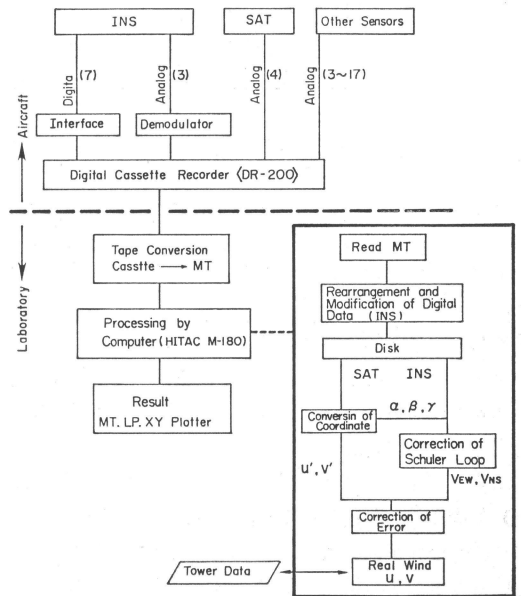 INS
SAT
Other Sensors
Digita
(7)
Analog
(3)
Analog
(4)
Analog
(3~17)
Aircraft
Interface
Demodulator
Digital Cassette Recorder 〈DR-200〉
Laboratory
Tape Conversion
Casstte → MT
Processing by
Computer (HITAC M-180)
Result
MT. LP. XY Plotter
Read MT
Rearrangement and
Modification of Digital
Data (INS)
Disk
SAT INS
α, β, γ
Conversin of
Coordinate
Correction of
Schuler Loop
U', V'
VEW, VNS
Correction of
Error
Real Wind
U, V
Tower Data